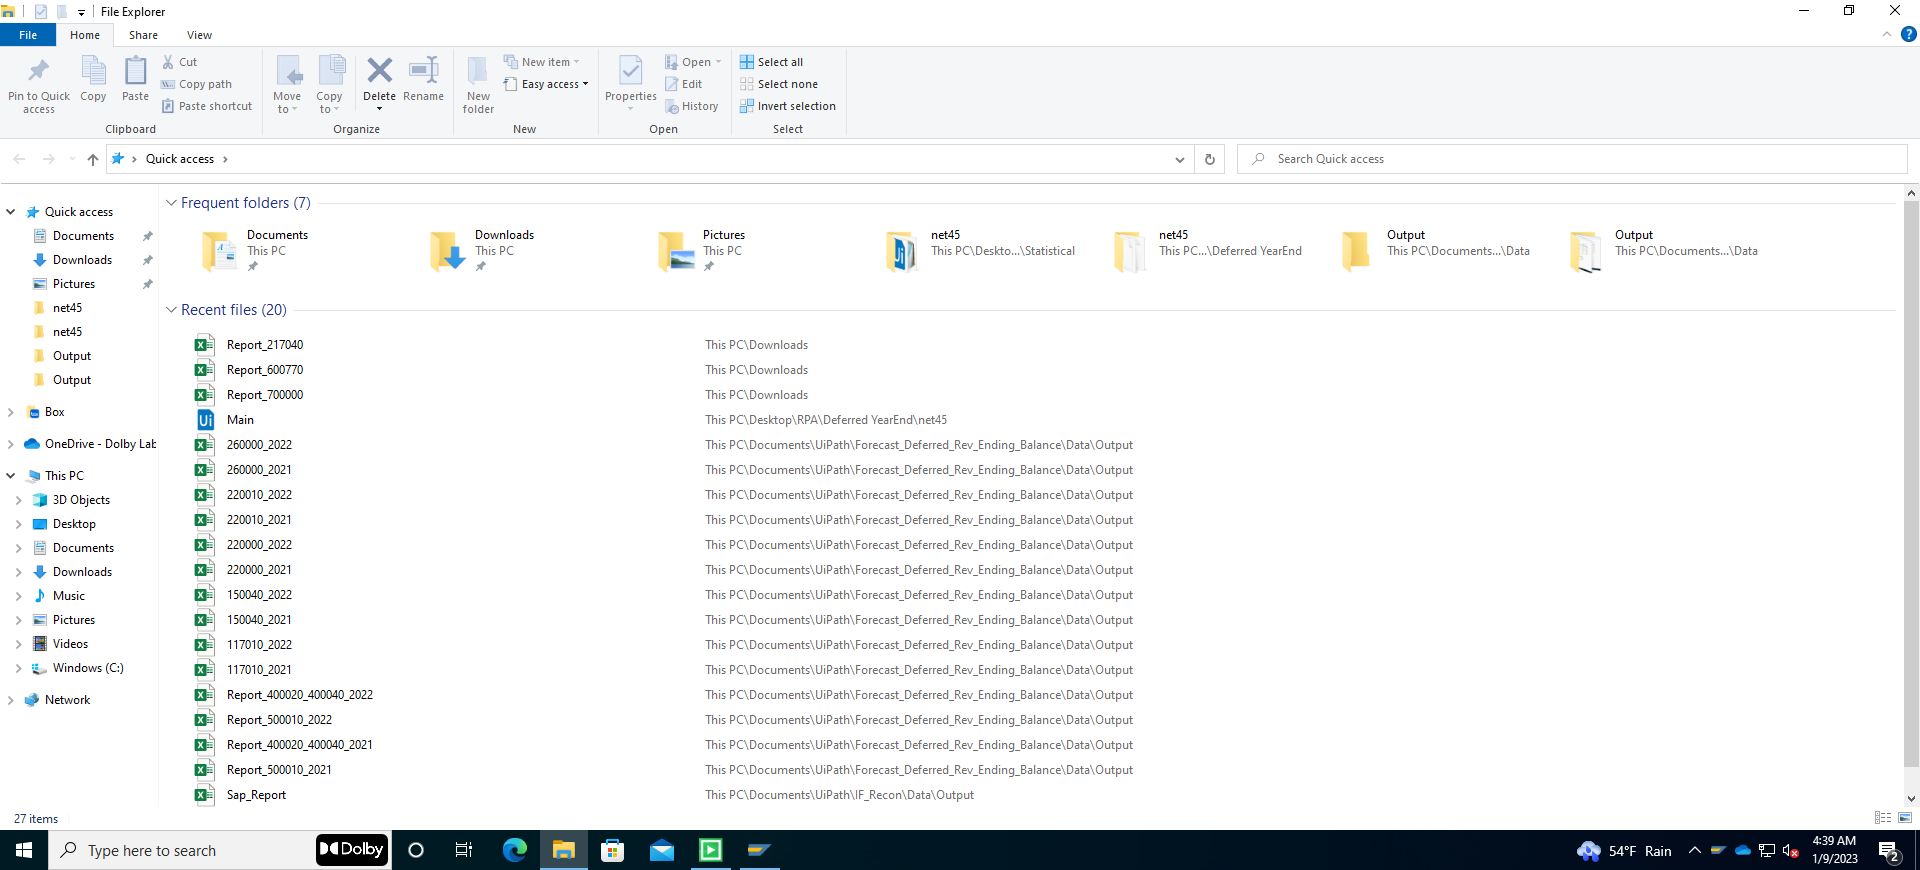 File Explorer
File
Home
Share
View
Pin to Quick access
Copy
Paste
Cut
Copy path
Paste shortcut
Clipboard
Move to
Copy to
Delete
Rename
Organize
New folder
New item
Easy access
New
Properties
Open
Edit
History
Open
Select all
Select none
Invert selection
Select
Quick access
Search Quick access
Quick access
Documents
Downloads
Pictures
net45
net45
Output
Output
Box
OneDrive - Dolby Lab
This PC
3D Objects
Desktop
Documents
Downloads
Music
Pictures
Videos
Windows (C:)
Network
Frequent folders (7)
Documents
This PC
Downloads
This PC
Pictures
This PC
net45
This PC\Deskto...\Statistical
net45
This PC...\Deferred YearEnd
Output
This PC\Documents...\Data
Output
This PC\Documents...\Data
Recent files (20)
Report_217040 This PC\Downloads
Report_600770 This PC\Downloads
Report_700000 This PC\Downloads
Main This PC\Desktop\RPA\Deferred YearEnd\net45
260000_2022 This PC\Documents\UiPath\Forecast_Deferred_Rev_Ending_Balance\Data\Output
260000_2021 This PC\Documents\UiPath\Forecast_Deferred_Rev_Ending_Balance\Data\Output
220010_2022 This PC\Documents\UiPath\Forecast_Deferred_Rev_Ending_Balance\Data\Output
220010_2021 This PC\Documents\UiPath\Forecast_Deferred_Rev_Ending_Balance\Data\Output
220000_2022 This PC\Documents\UiPath\Forecast_Deferred_Rev_Ending_Balance\Data\Output
220000_2021 This PC\Documents\UiPath\Forecast_Deferred_Rev_Ending_Balance\Data\Output
150040_2022 This PC\Documents\UiPath\Forecast_Deferred_Rev_Ending_Balance\Data\Output
150040_2021 This PC\Documents\UiPath\Forecast_Deferred_Rev_Ending_Balance\Data\Output
117010_2022 This PC\Documents\UiPath\Forecast_Deferred_Rev_Ending_Balance\Data\Output
117010_2021 This PC\Documents\UiPath\Forecast_Deferred_Rev_Ending_Balance\Data\Output
Report_400020_400040_2022 This PC\Documents\UiPath\Forecast_Deferred_Rev_Ending_Balance\Data\Output
Report_500010_2022 This PC\Documents\UiPath\Forecast_Deferred_Rev_Ending_Balance\Data\Output
Report_400020_400040_2021 This PC\Documents\UiPath\Forecast_Deferred_Rev_Ending_Balance\Data\Output
Report_500010_2021 This PC\Documents\UiPath\Forecast_Deferred_Rev_Ending_Balance\Data\Output
Sap_Report This PC\Documents\UiPath\IF_Recon\Data\Output
27 items
Type here to search
Dolby
54°F Rain
4:39 AM
1/9/2023
2